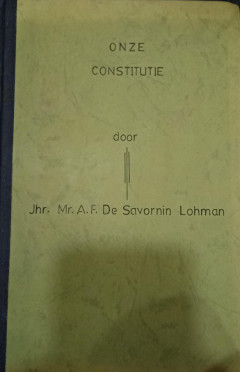 ONZE
CONSTITUTIE
door
Jhr. Mr. A.F. De Savornin Lohman